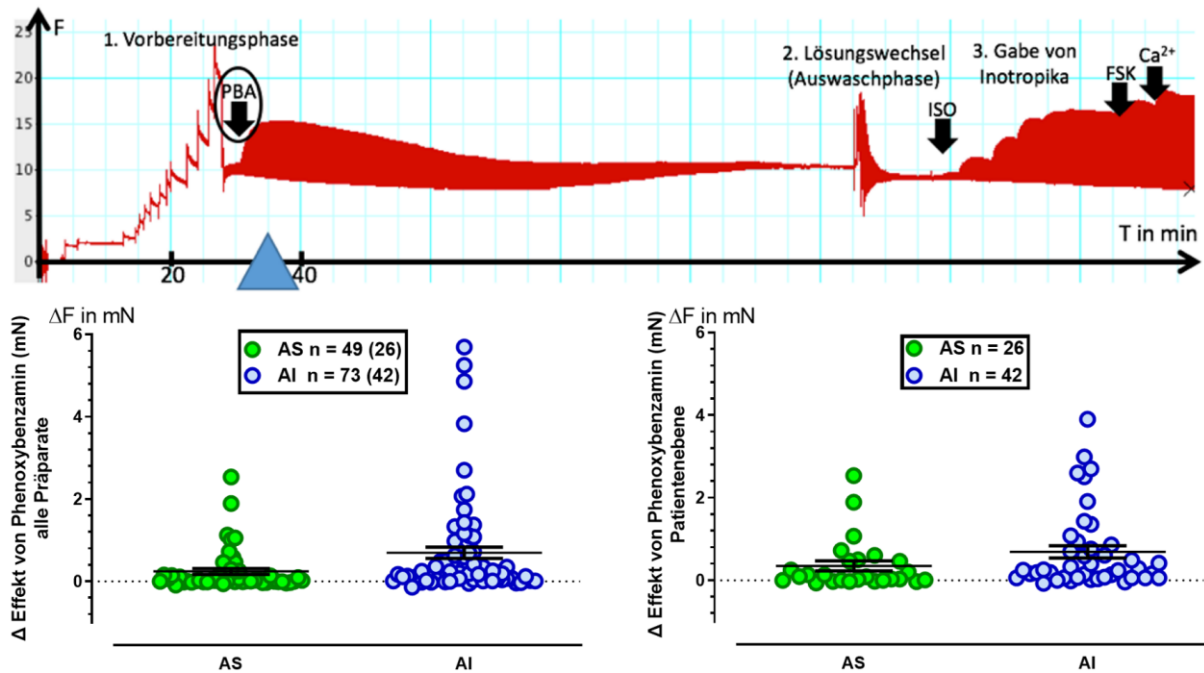 F
25
20
15
10
5
0
1. Vorbereitungsphase
PBA
2. Lösungswechsel
(Auswaschphase)
3. Gabe von
Inotropika
ISO
FSK
Ca²⁺
T in min
20
40
ΔF in mN
Δ Effekt von Phenoxybenzamin (mN)
alle Präparate
6
4
2
0
AS n = 49 (26)
AI n = 73 (42)
AS
AI
ΔF in mN
Δ Effekt von Phenoxybenzamin (mN)
Patientenebene
6
4
2
0
AS n = 26
AI n = 42
AS
AI